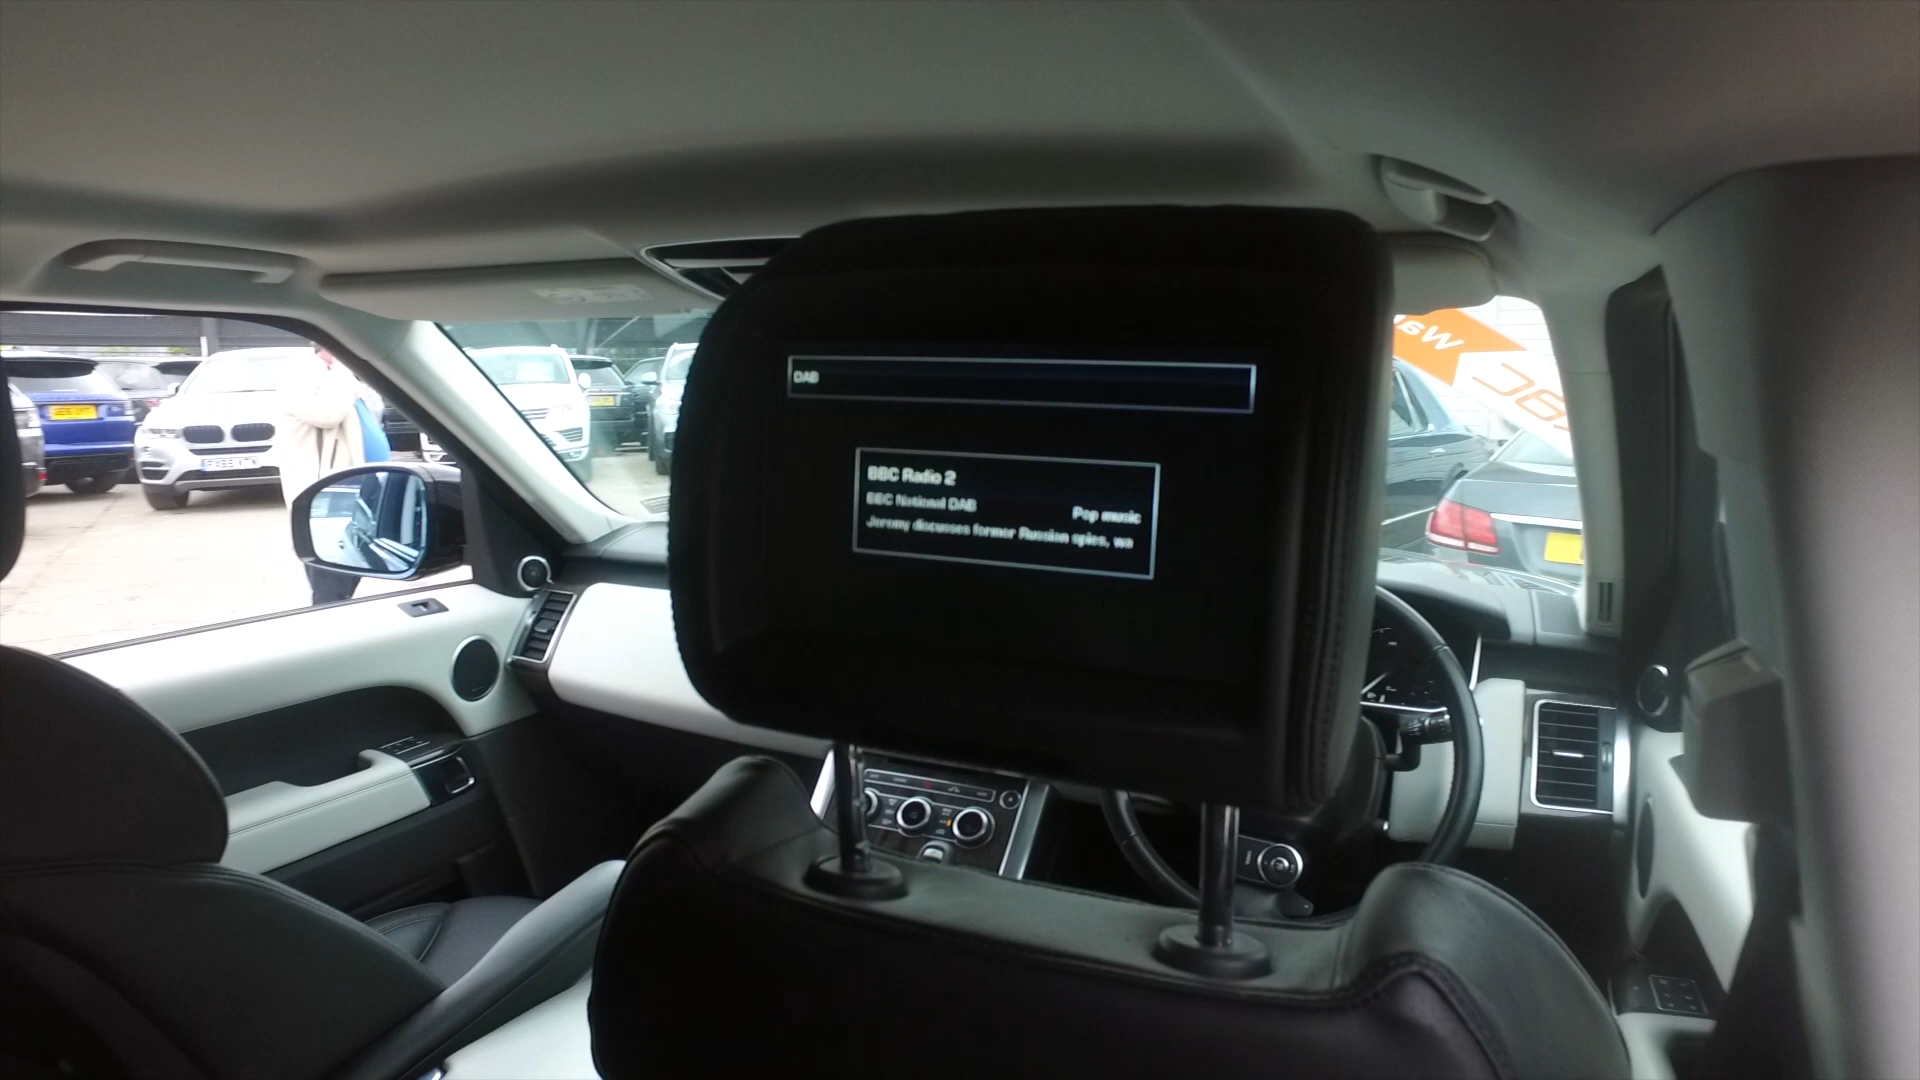 DAB
BBC Radio 2
BBC National DAB
Pop music
Jeremy discusses former Russian spies, wa